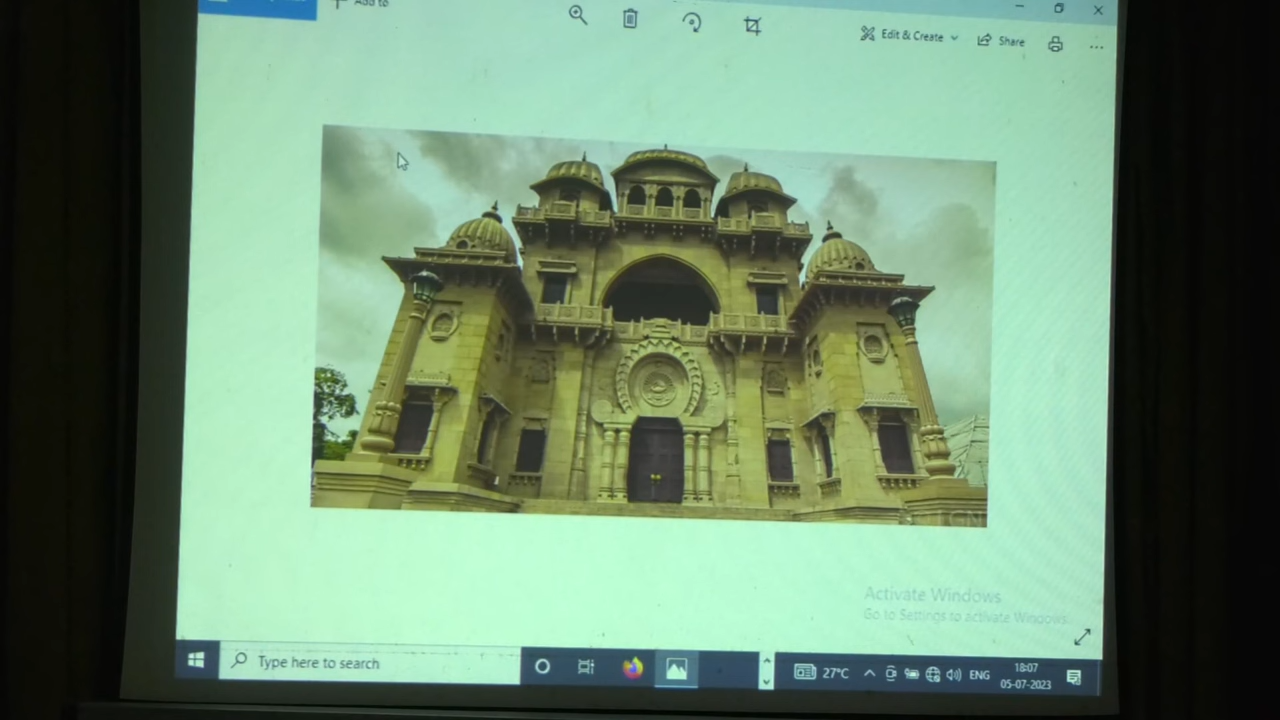 Add to
Edit & Create
Share
Activate Windows
Go to Settings to activate Windows.
Type here to search
27°C
ENG
18:07
05-07-2023